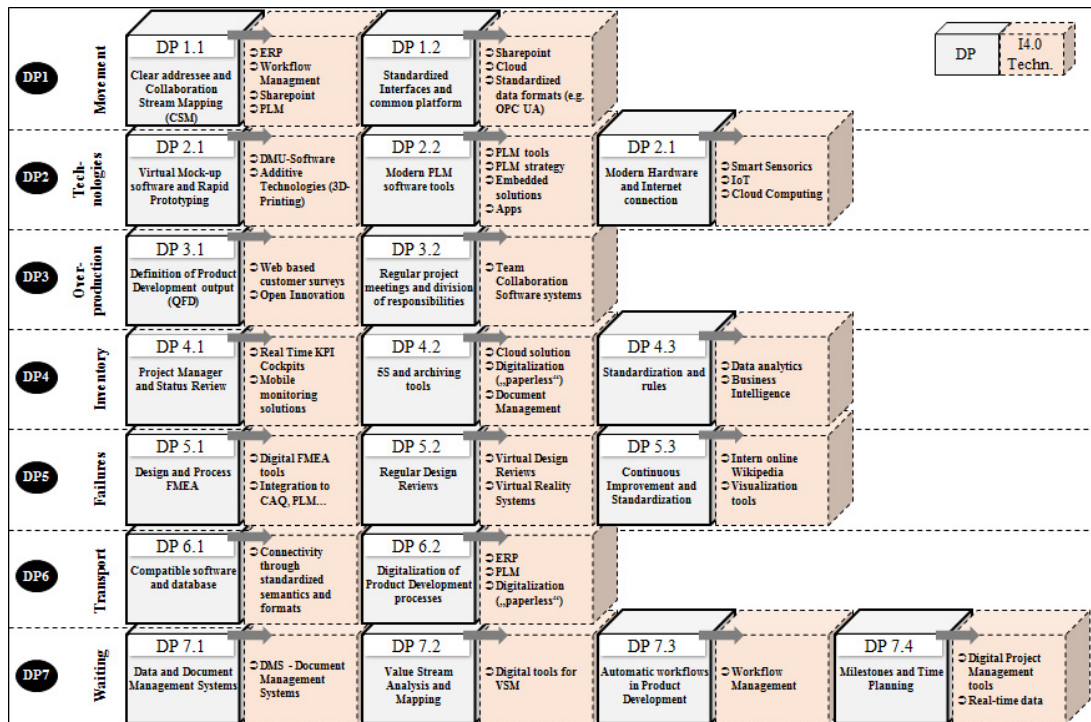 DP
I4.0
Techn.
DP1
Movement
DP 1.1
Clear addressee and
Collaboration
Stream Mapping
(CSM)
➲ERP
➲Workflow
Managment
➲Sharepoint
➲PLM
DP 1.2
Standardized
Interfaces and
common platform
➲Sharepoint
➲Cloud
➲Standardized
data formats (e.g.
OPC UA)
DP2
Tech-
nologies
DP 2.1
Virtual Mock-up
software and Rapid
Prototyping
➲DMU-Software
➲Additive
Technologies (3D-
Printing)
DP 2.2
Modern PLM
software tools
➲PLM tools
➲PLM strategy
➲Embedded
solutions
➲Apps
DP 2.1
Modern Hardware
and Internet
connection
➲Smart Sensorics
➲IoT
➲Cloud Computing
DP3
Over-
production
DP 3.1
Definition of Product
Development output
(QFD)
➲Web based
customer surveys
➲Open Innovation
DP 3.2
Regular project
meetings and division
of responsibilities
➲Team
Collaboration
Software systems
DP4
Inventory
DP 4.1
Project Manager
and Status Review
➲Real Time KPI
Cockpits
➲Mobile
monitoring
solutions
DP 4.2
5S and archiving
tools
➲Cloud solution
➲Digitalization
(„paperless“)
➲Document
Management
DP 4.3
Standardization and
rules
➲Data analytics
➲Business
Intelligence
DP5
Failures
DP 5.1
Design and Process
FMEA
➲Digital FMEA
tools
➲Integration to
CAQ, PLM…
DP 5.2
Regular Design
Reviews
➲Virtual Design
Reviews
➲Virtual Reality
Systems
DP 5.3
Continuous
Improvement and
Standardization
➲Intern online
Wikipedia
➲Visualization
tools
DP6
Transport
DP 6.1
Compatible software
and database
➲Connectivity
through
standardized
semantics and
formats
DP 6.2
Digitalization of
Product Development
processes
➲ERP
➲PLM
➲Digitalization
(„paperless“)
DP7
Waiting
DP 7.1
Data and Document
Management Systems
➲DMS - Document
Management
Systems
DP 7.2
Value Stream
Analysis and
Mapping
➲Digital tools for
VSM
DP 7.3
Automatic workflows
in Product
Development
➲Workflow
Management
DP 7.4
Milestones and Time
Planning
➲Digital Project
Management
tools
➲Real-time data